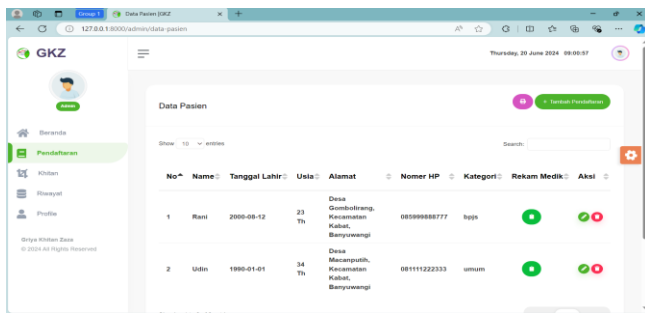 Group 1
Data Pasien |GKZ
127.0.0.1:8000/admin/data-pasien
GKZ
Thursday, 20 June 2024 09:00:57
Admin
Beranda
Pendaftaran
Khitan
Riwayat
Profile
Griya Khitan Zaza
© 2024 All Rights Reserved
Data Pasien
+ Tambah Pendaftaran
Show 10 entries
Search:
No Name Tanggal Lahir Usia Alamat Nomer HP Kategori Rekam Medik Aksi
1 Rani 2000-08-12 23 Th Desa Gombolirang, Kecamatan Kabat, Banyuwangi 085999888777 bpjs
2 Udin 1990-01-01 34 Th Desa Macanputih, Kecamatan Kabat, Banyuwangi 081111222333 umum